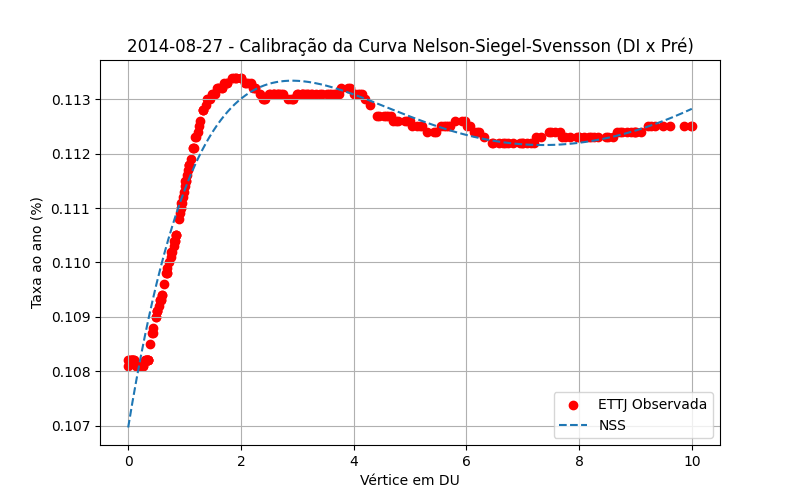 2014-08-27 - Calibração da Curva Nelson-Siegel-Svensson (DI x Pré)
Taxa ao ano (%)
0.113
0.112
0.111
0.110
0.109
0.108
0.107
0 2 4 6 8 10
Vértice em DU
ETTJ Observada
NSS